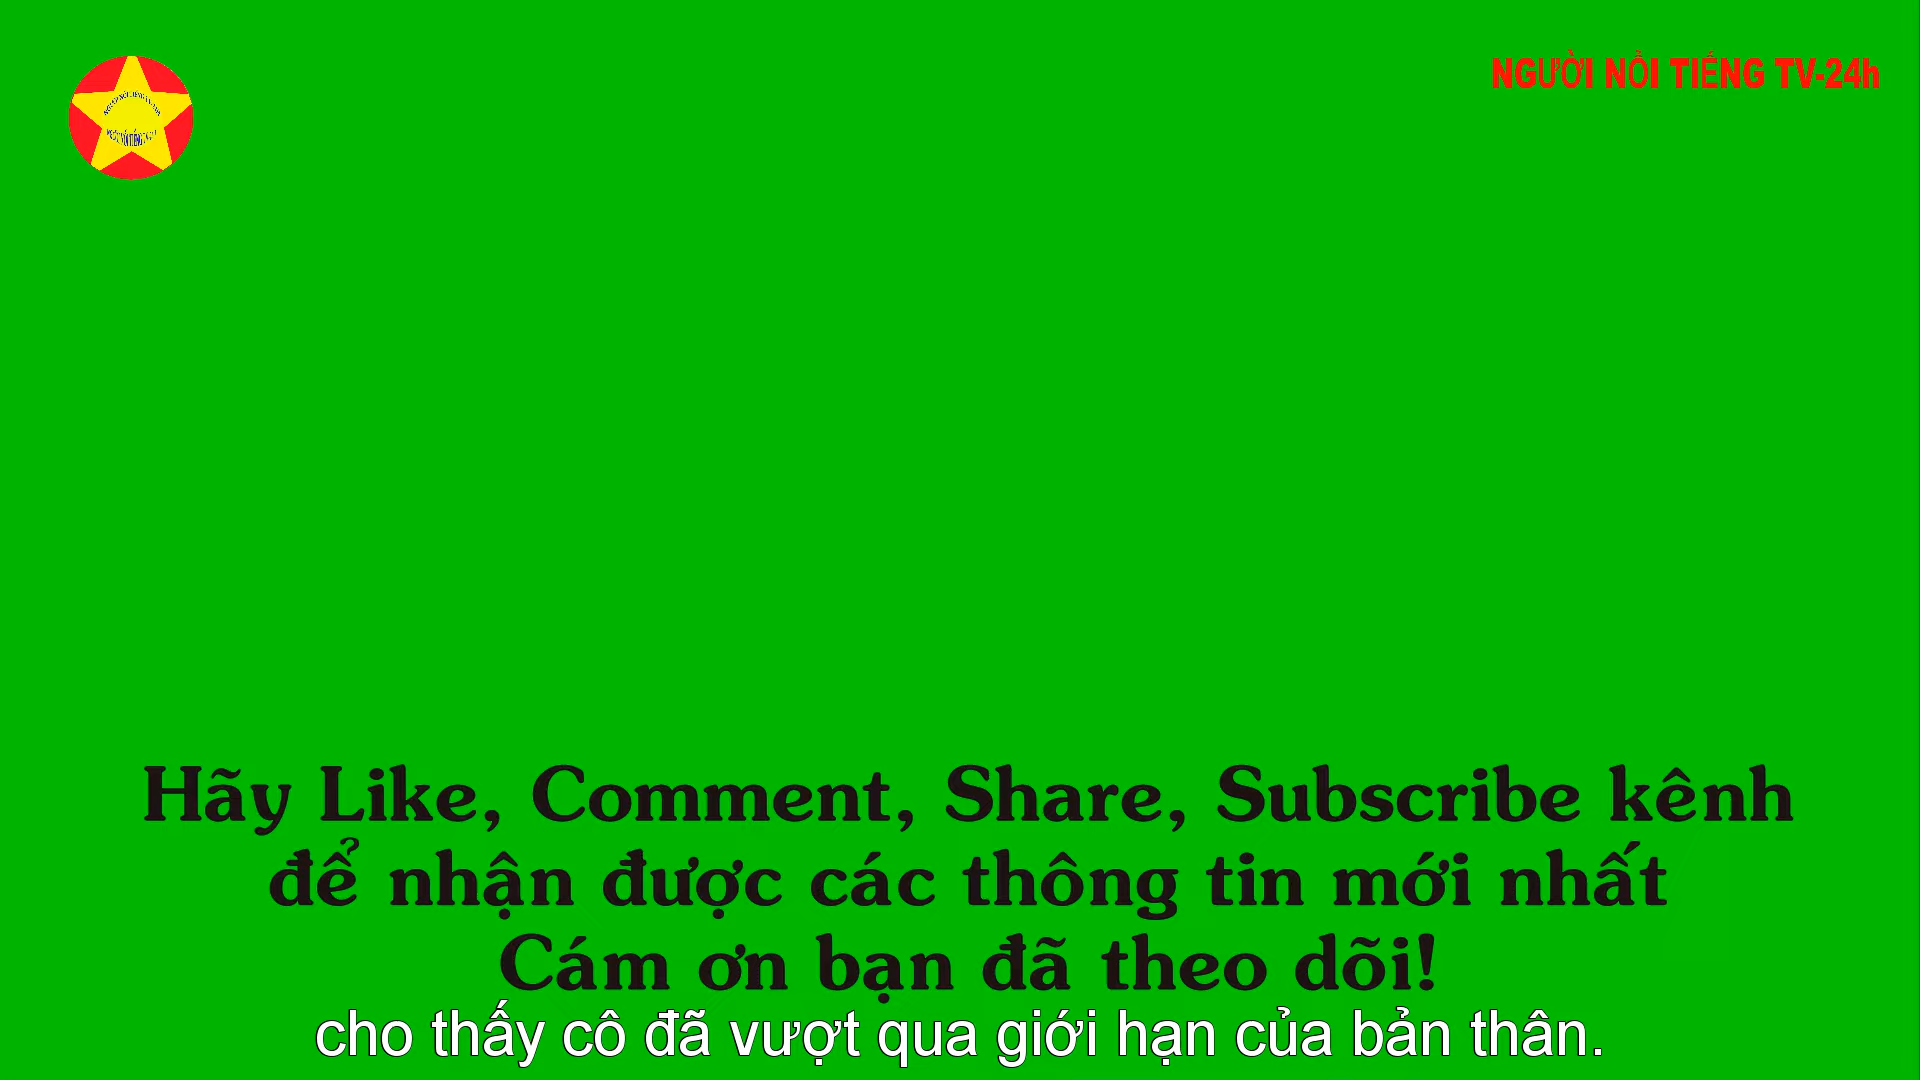 NGƯỜI NỔI TIẾNG TV-24h
Hãy Like, Comment, Share, Subscribe kênh
để nhận được các thông tin mới nhất
Cám ơn bạn đã theo dõi!
cho thấy cô đã vượt qua giới hạn của bản thân.